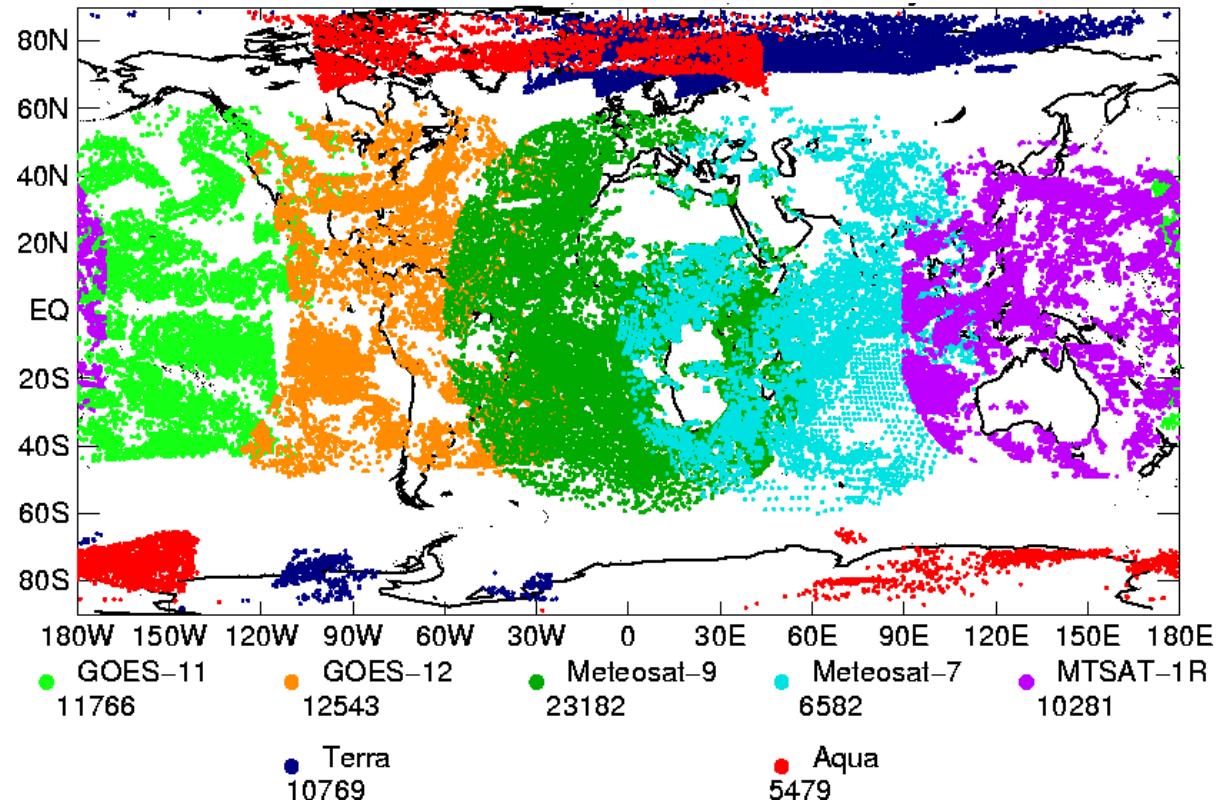 80N
60N
40N
20N
EQ
20S
40S
60S
80S
180W 150W 120W 90W 60W 30W 0 30E 60E 90E 120E 150E 180E
GOES−11 GOES−12 Meteosat−9 Meteosat−7 MTSAT−1R
11766 12543 23182 6582 10281
Terra Aqua
10769 5479